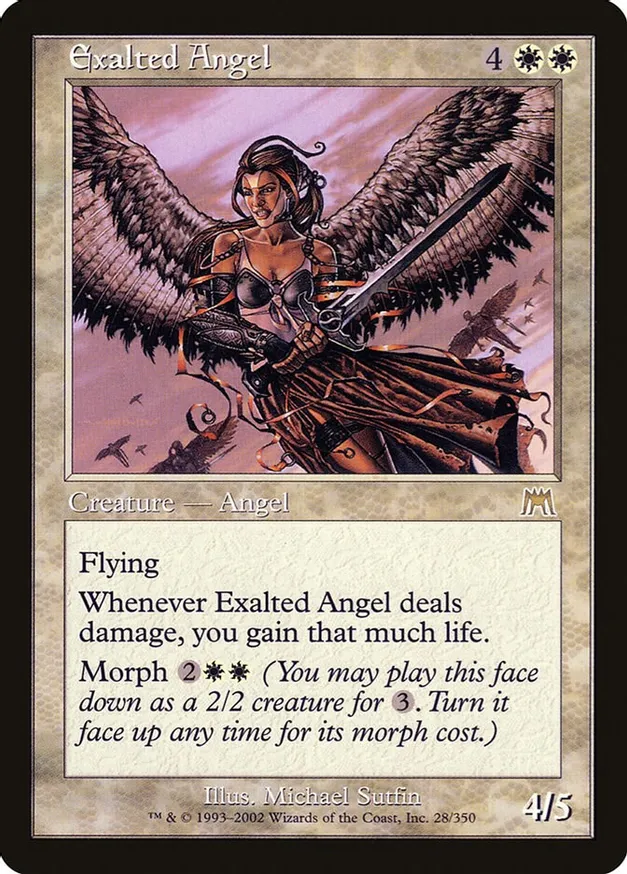 Exalted Angel 4
Creature — Angel
Flying
Whenever Exalted Angel deals
damage, you gain that much life.
Morph 2 (You may play this face
down as a 2/2 creature for 3. Turn it
face up any time for its morph cost.)
Illus. Michael Sutfin
™ & © 1993–2002 Wizards of the Coast, Inc. 28/350
4/5